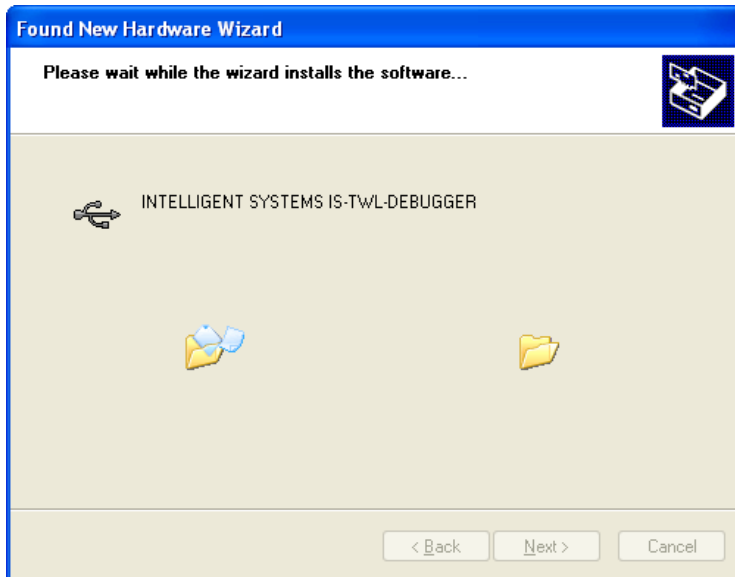 Found New Hardware Wizard
Please wait while the wizard installs the software...
INTELLIGENT SYSTEMS IS-TWL-DEBUGGER
< Back
Next >
Cancel